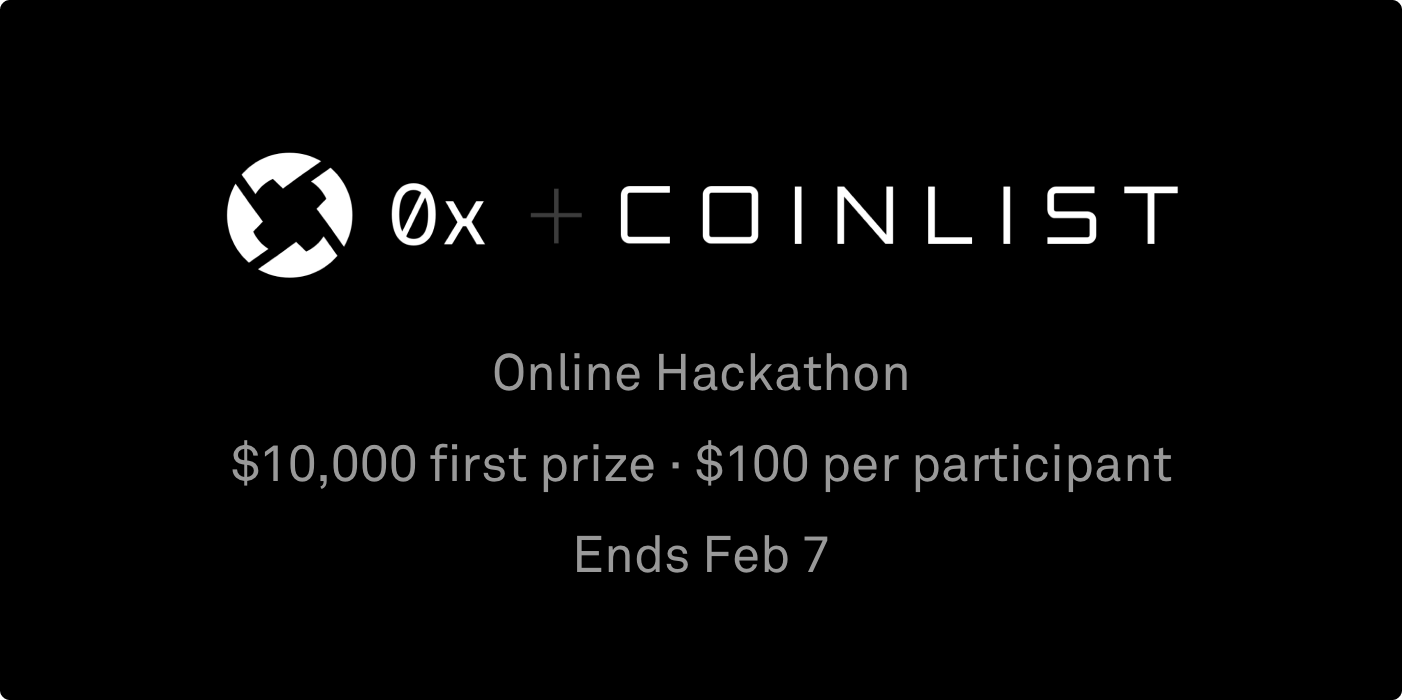 0x + COINLIST
Online Hackathon
$10,000 first prize · $100 per participant
Ends Feb 7